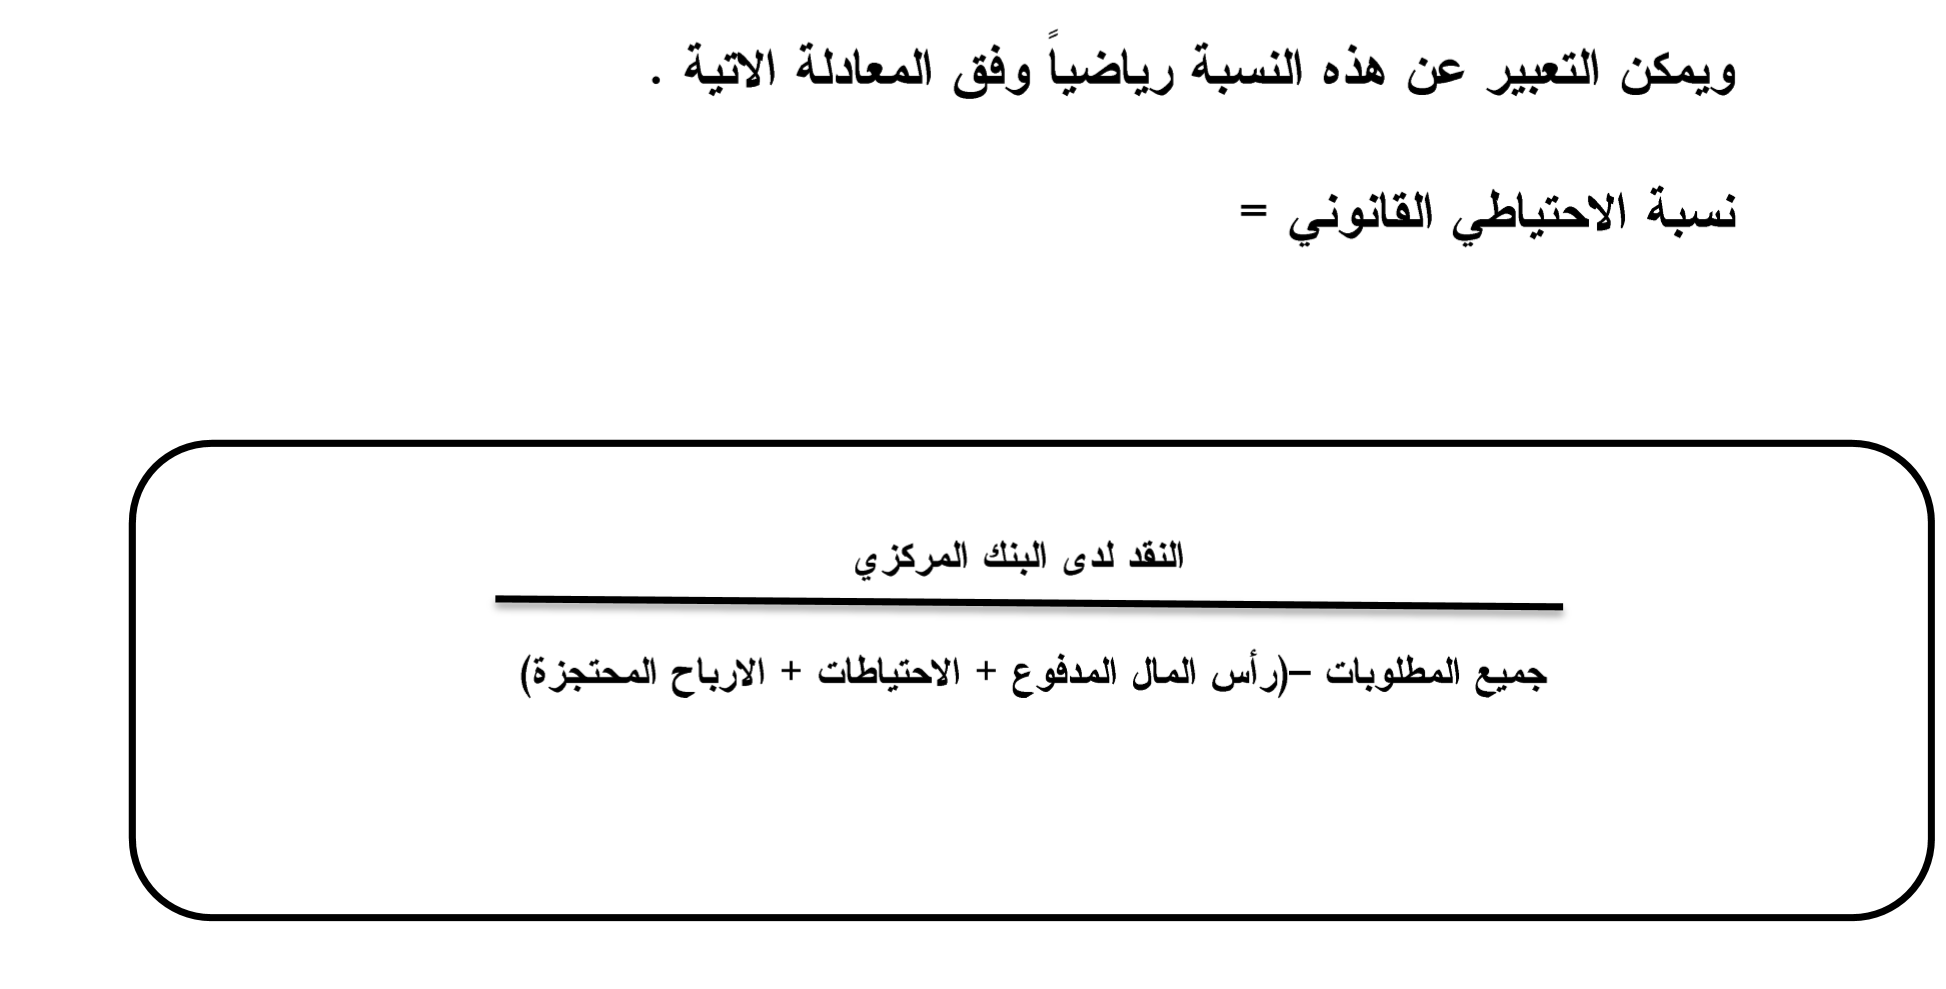 ويمكن التعبير عن هذه النسبة رياضياً وفق المعادلة الاتية .
نسبة الاحتياطي القانوني =
النقد لدى البنك المركزي
جميع المطلوبات –(رأس المال المدفوع + الاحتياطات + الارباح المحتجزة)